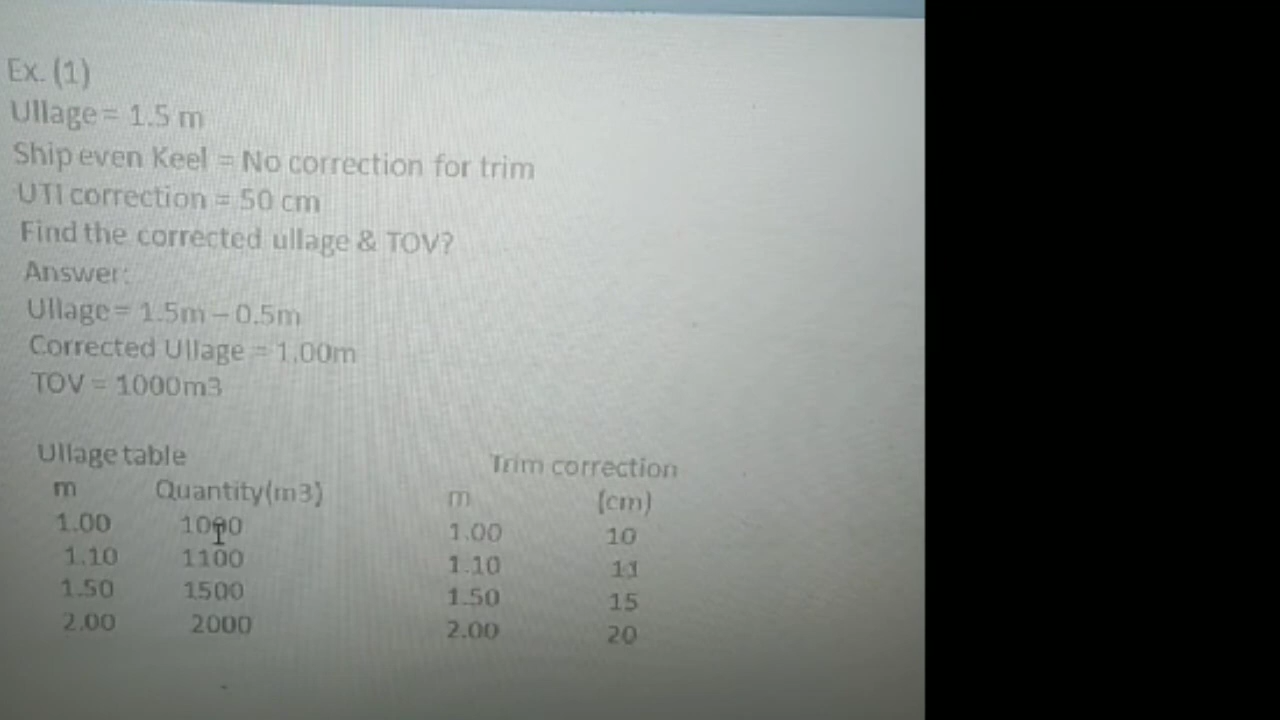 Ex. (1)
Ullage = 1.5 m
Ship even Keel = No correction for trim
UTI correction = 50 cm
Find the corrected ullage & TOV?
Answer:
Ullage = 1.5m – 0.5m
Corrected Ullage = 1.00m
TOV = 1000m3
Ullage table
m Quantity(m3)
1.00 1000
1.10 1100
1.50 1500
2.00 2000
Trim correction
m (cm)
1.00 10
1.10 11
1.50 15
2.00 20